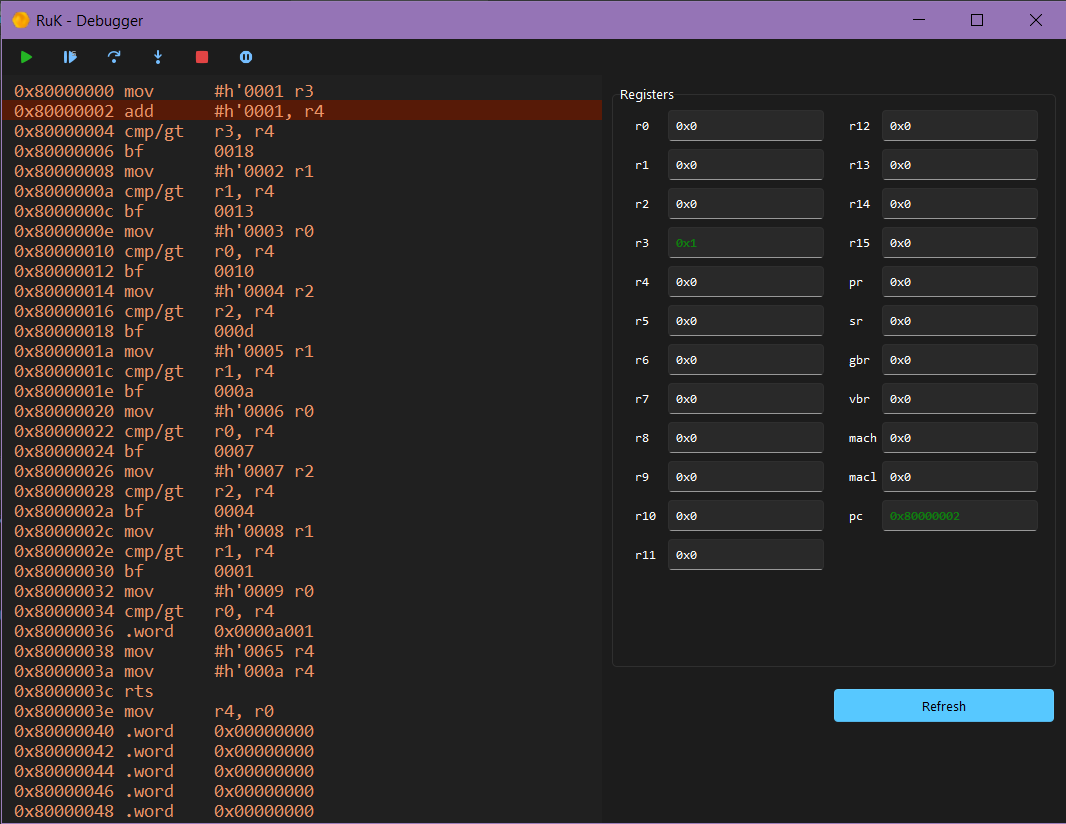 RuK - Debugger
0x80000000 mov #h'0001 r3
0x80000002 add #h'0001, r4
0x80000004 cmp/gt r3, r4
0x80000006 bf 0018
0x80000008 mov #h'0002 r1
0x8000000a cmp/gt r1, r4
0x8000000c bf 0013
0x8000000e mov #h'0003 r0
0x80000010 cmp/gt r0, r4
0x80000012 bf 0010
0x80000014 mov #h'0004 r2
0x80000016 cmp/gt r2, r4
0x80000018 bf 000d
0x8000001a mov #h'0005 r1
0x8000001c cmp/gt r1, r4
0x8000001e bf 000a
0x80000020 mov #h'0006 r0
0x80000022 cmp/gt r0, r4
0x80000024 bf 0007
0x80000026 mov #h'0007 r2
0x80000028 cmp/gt r2, r4
0x8000002a bf 0004
0x8000002c mov #h'0008 r1
0x8000002e cmp/gt r1, r4
0x80000030 bf 0001
0x80000032 mov #h'0009 r0
0x80000034 cmp/gt r0, r4
0x80000036 .word 0x0000a001
0x80000038 mov #h'0065 r4
0x8000003a mov #h'000a r4
0x8000003c rts
0x8000003e mov r4, r0
0x80000040 .word 0x00000000
0x80000042 .word 0x00000000
0x80000044 .word 0x00000000
0x80000046 .word 0x00000000
0x80000048 .word 0x00000000
Registers
r0 0x0 r12 0x0
r1 0x0 r13 0x0
r2 0x0 r14 0x0
r3 0x1 r15 0x0
r4 0x0 pr 0x0
r5 0x0 sr 0x0
r6 0x0 gbr 0x0
r7 0x0 vbr 0x0
r8 0x0 mach 0x0
r9 0x0 macl 0x0
r10 0x0 pc 0x80000002
r11 0x0
Refresh